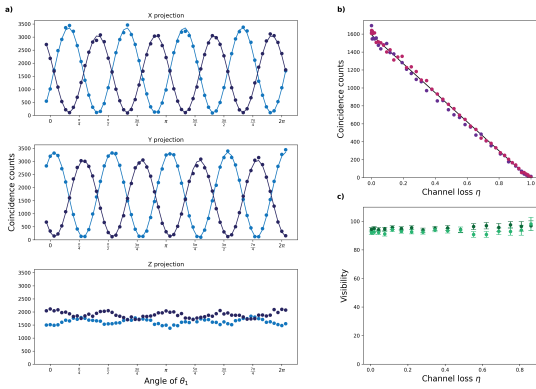 a)
X projection
3500
3000
2500
2000
1500
1000
500
0
0
π
2π
Y projection
3500
3000
2500
2000
1500
1000
500
0
0
π
2π
Coincidence counts
Z projection
3500
3000
2500
2000
1500
1000
500
0
0
π
2π
Angle of θ₁
b)
Coincidence counts
1600
1400
1200
1000
800
600
400
200
0
0.0 0.2 0.4 0.6 0.8 1.0
Channel loss η
c)
Visibility
100
80
60
40
20
0
0.0 0.2 0.4 0.6 0.8
Channel loss η